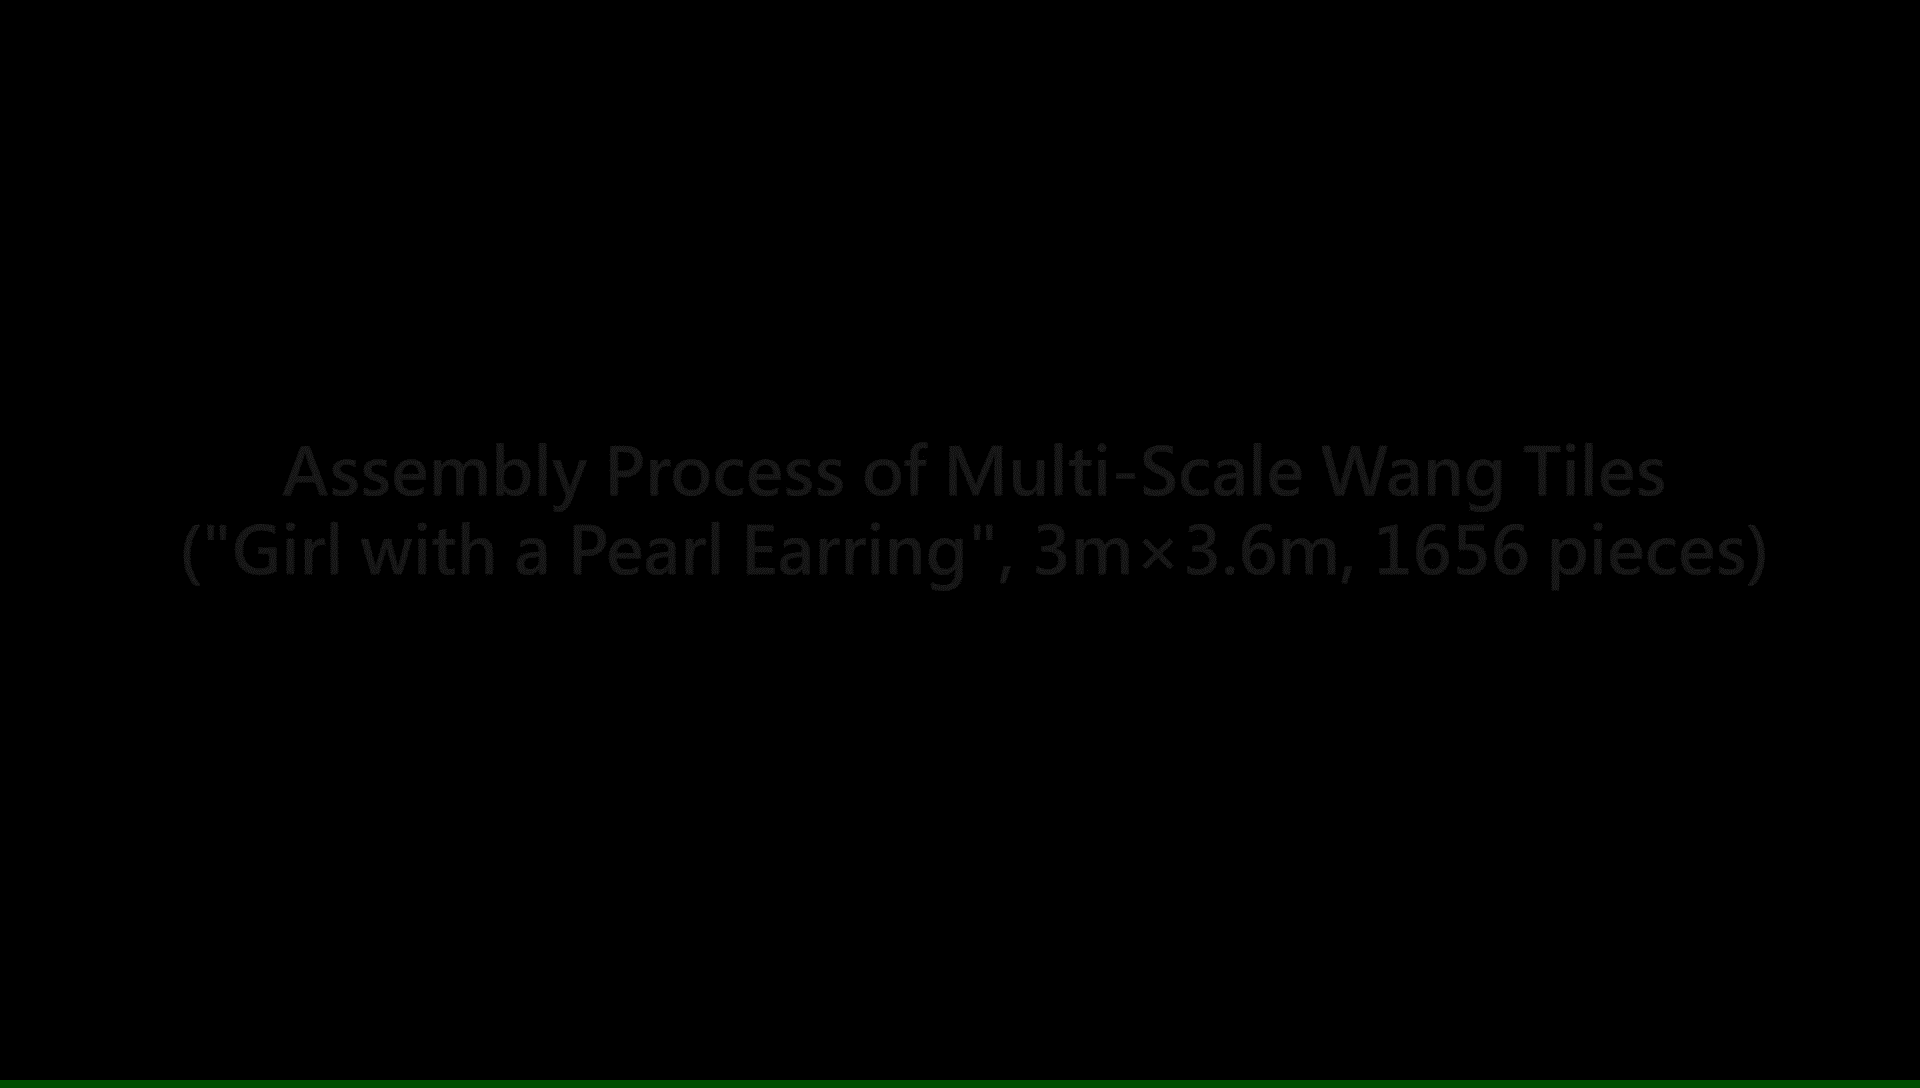 Assembly Process of Multi-Scale Wang Tiles
("Girl with a Pearl Earring", 3m×3.6m, 1656 pieces)